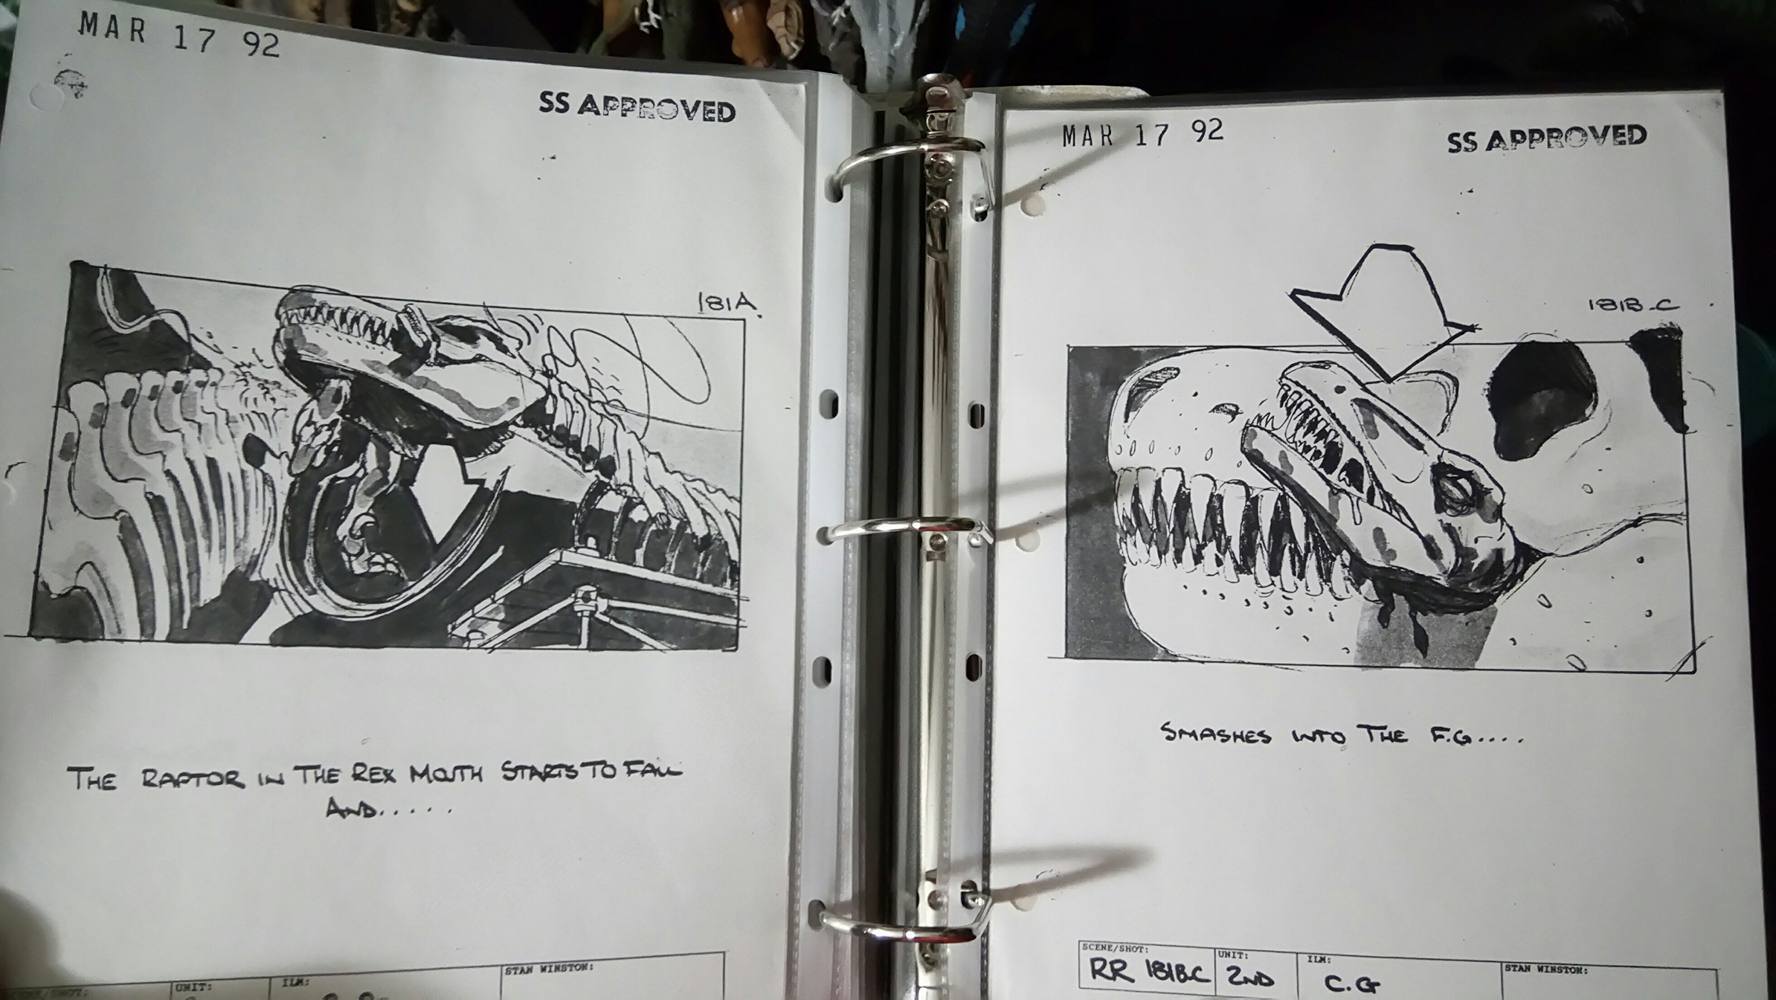 MAR 17 92
SS APPROVED
181A.
THE RAPTOR IN THE REX MOUTH STARTS TO FALL
AND.....
UNIT:
ILM:
STAN WINSTON:
MAR 17 92
SS APPROVED
181B-C
SMASHES INTO THE F.G....
SCENE/SHOT:
RR 181BC
UNIT:
2ND
ILM:
C.G
STAN WINSTON: